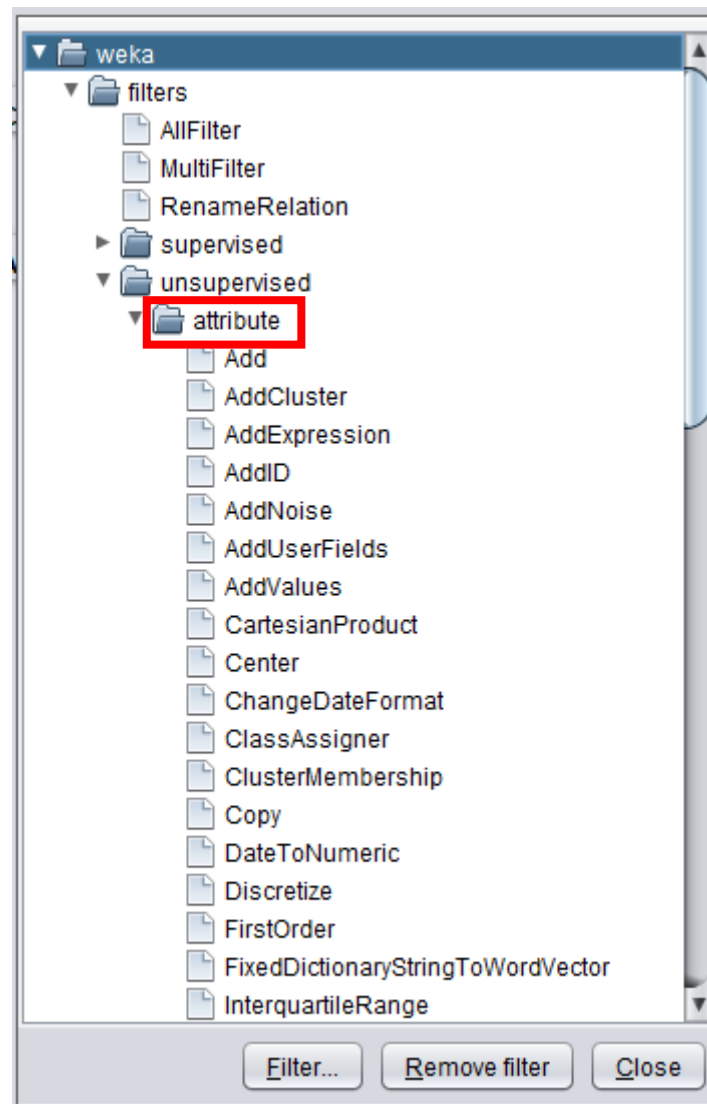 weka
filters
AllFilter
MultiFilter
RenameRelation
supervised
unsupervised
attribute
Add
AddCluster
AddExpression
AddID
AddNoise
AddUserFields
AddValues
CartesianProduct
Center
ChangeDateFormat
ClassAssigner
ClusterMembership
Copy
DateToNumeric
Discretize
FirstOrder
FixedDictionaryStringToWordVector
InterquartileRange
Filter... Remove filter Close